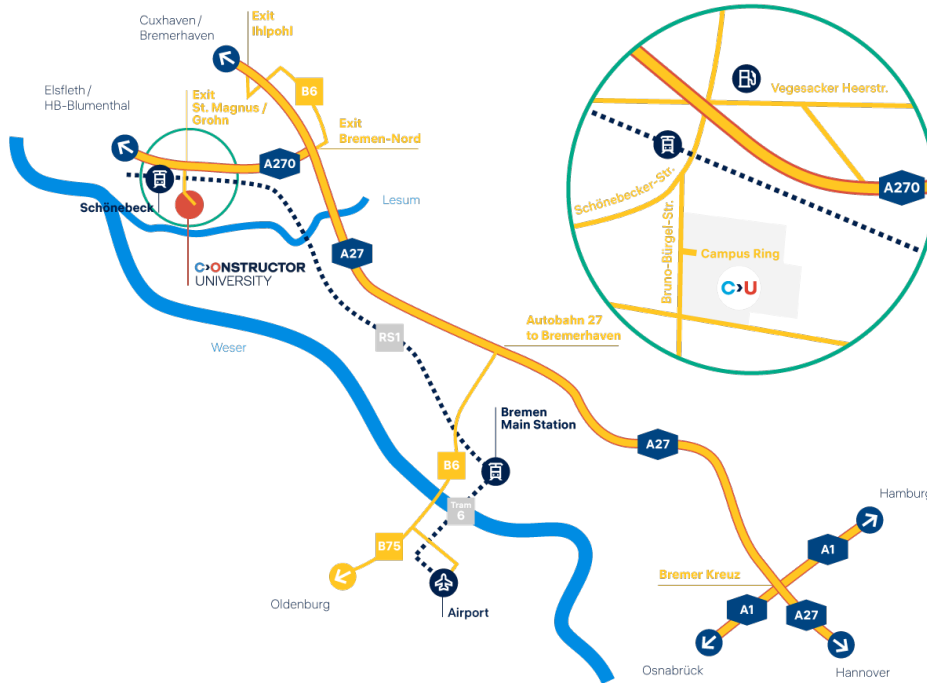 Cuxhaven /
Bremerhaven
Exit
Ihlpohl
Elsfleth /
HB-Blumenthal
Exit
St. Magnus /
Grohn
B6
Exit
Bremen-Nord
A270
Schönebeck
Lesum
C>ONSTRUCTOR
UNIVERSITY
A27
RS1
Weser
Autobahn 27
to Bremerhaven
Bremen
Main Station
B6
Tram
6
B75
Oldenburg
Airport
A27
Hamburg
A1
Bremer Kreuz
A1
A27
Osnabrück
Hannover
Vegesacker Heerstr.
Schönebecker-Str.
A270
Bruno-Bürgel-Str.
Campus Ring
C>U